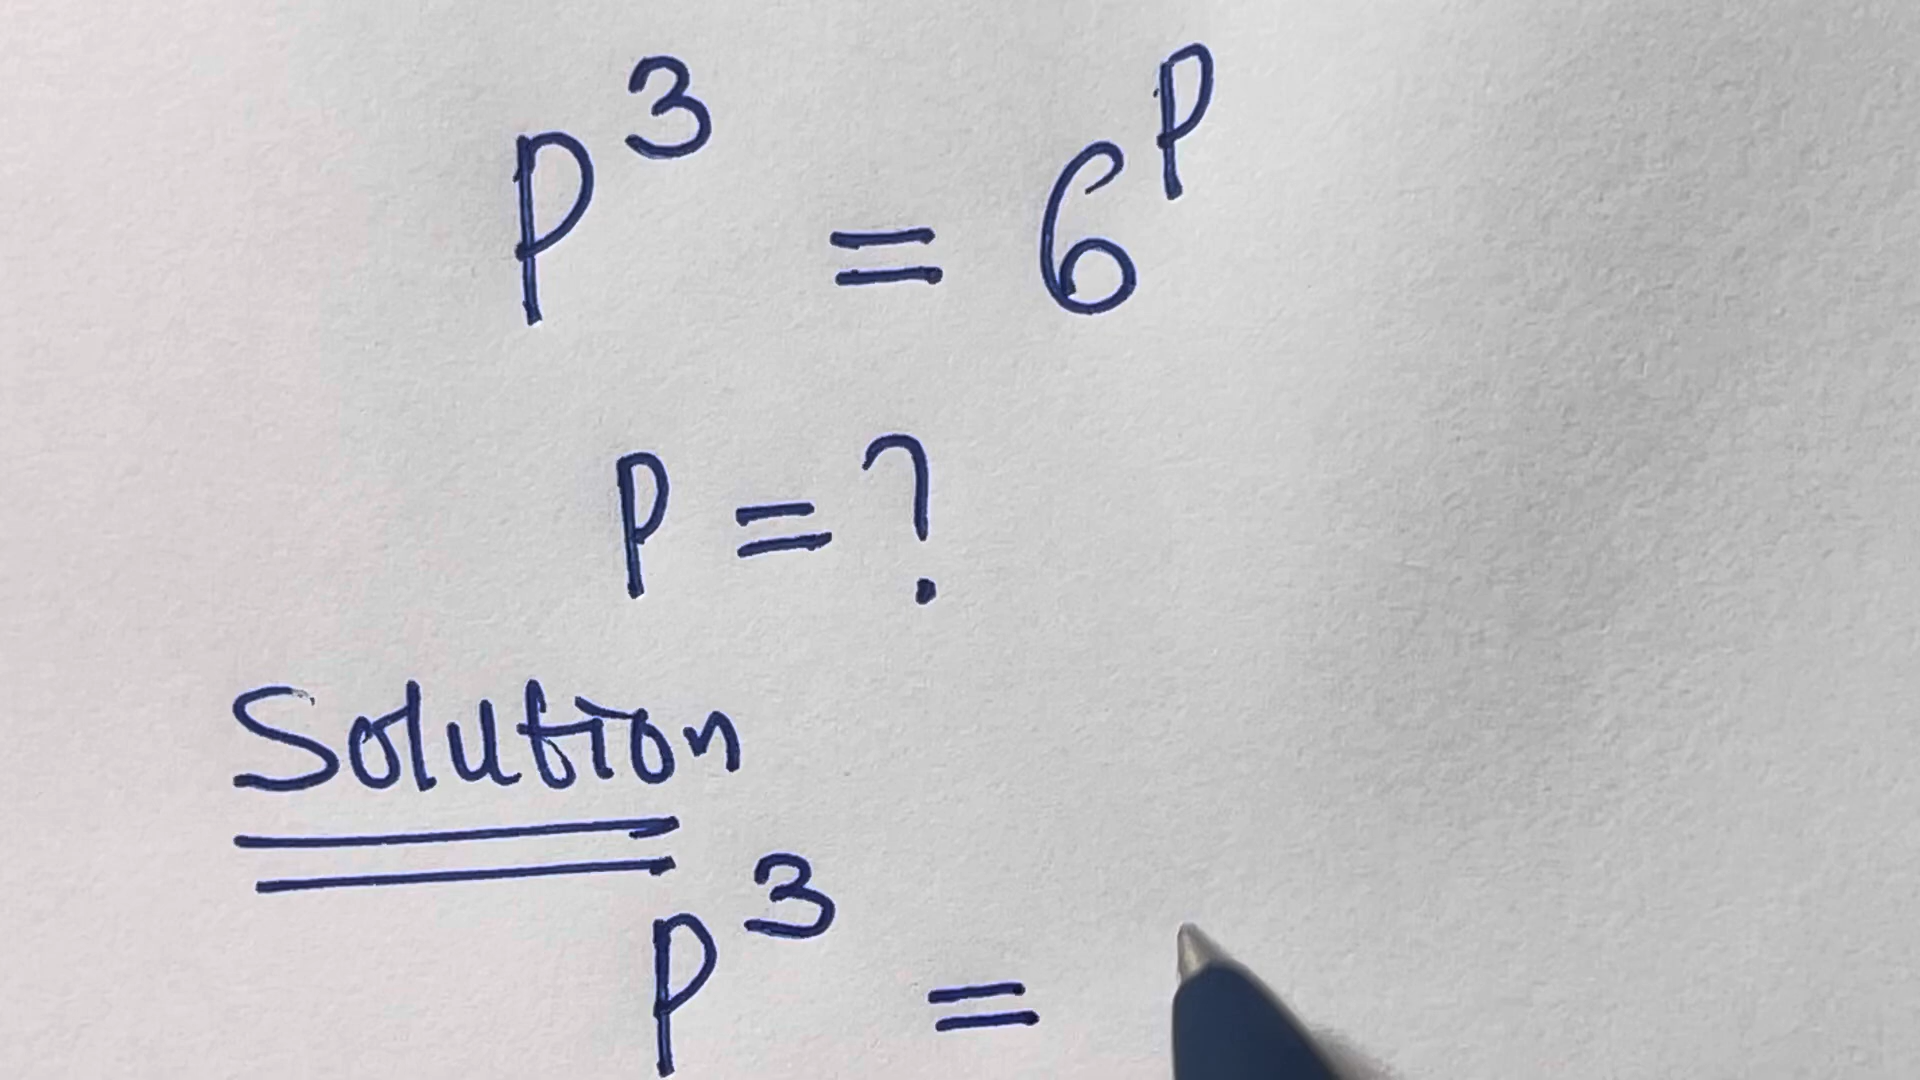 P³ = 6ᴾ
P = ?
Solution
P³ =